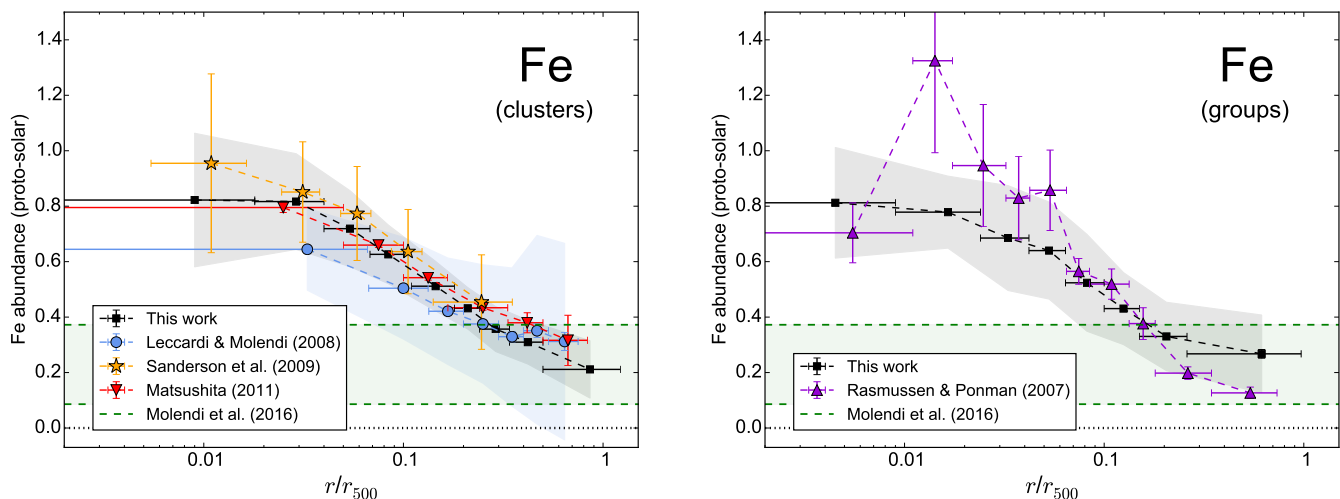 1.4
1.2
1.0
0.8
0.6
0.4
0.2
0.0
Fe abundance (proto-solar)
Fe
(clusters)
This work
Leccardi & Molendi (2008)
Sanderson et al. (2009)
Matsushita (2011)
Molendi et al. (2016)
0.01
0.1
1
r/r500
1.4
1.2
1.0
0.8
0.6
0.4
0.2
0.0
Fe abundance (proto-solar)
Fe
(groups)
This work
Rasmussen & Ponman (2007)
Molendi et al. (2016)
0.01
0.1
1
r/r500